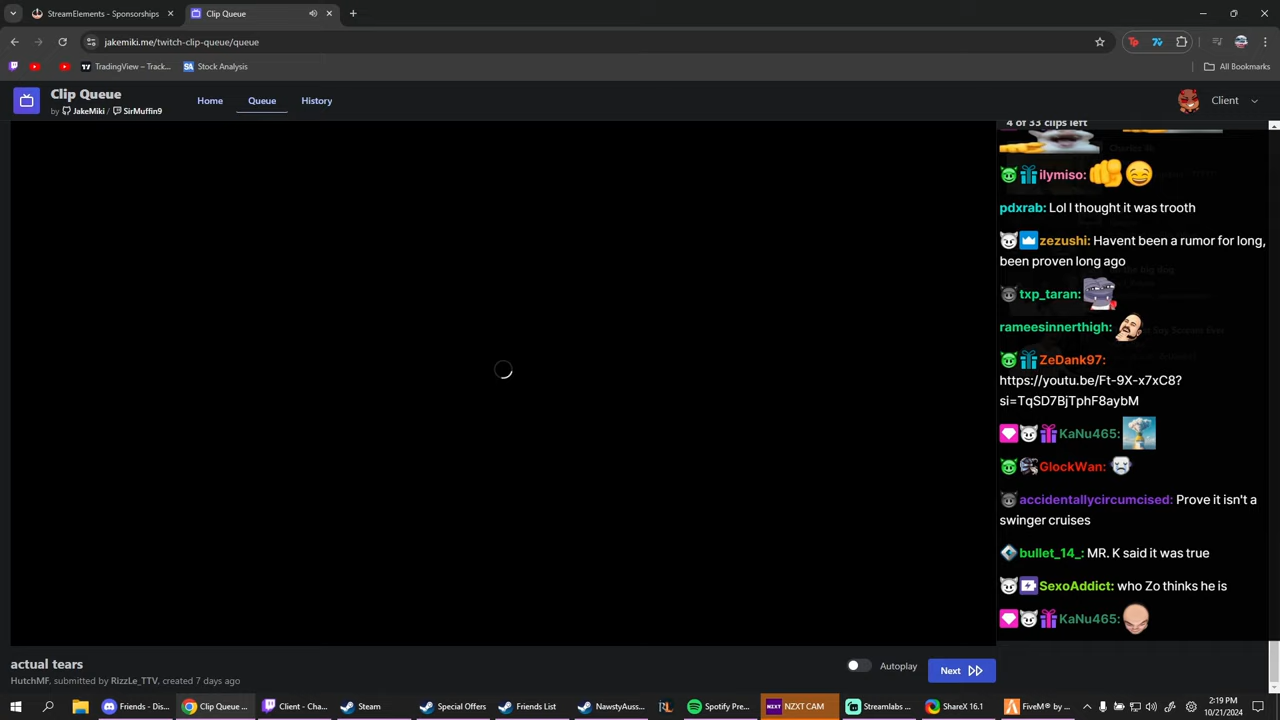 StreamElements - Sponsorships
Clip Queue
jakemiki.me/twitch-clip-queue/queue
TradingView – Track...
Stock Analysis
All Bookmarks
Clip Queue
by JakeMiki / SirMuffin9
Home
Queue
History
Client
4 of 33 clips left
ilymiso:
pdxrab: Lol I thought it was trooth
zezushi: Havent been a rumor for long,
been proven long ago
txp_taran:
rameesinnerthigh:
ZeDank97:
https://youtu.be/Ft-9X-x7xC8?
si=TqSD7BjTphF8aybM
KaNu465:
GlockWan:
accidentallycircumcised: Prove it isn't a
swinger cruises
bullet_14_: MR. K said it was true
SexoAddict: who Zo thinks he is
KaNu465:
actual tears
HutchMF, submitted by RizzLe_TTV, created 7 days ago
Autoplay
Next
Friends - Dis...
Clip Queue ...
Client - Cha...
Steam
Special Offers
Friends List
NawstyAuss...
Spotify Pre...
NZXT CAM
Streamlabs ...
ShareX 16.1
FiveM® by ...
2:19 PM
10/21/2024